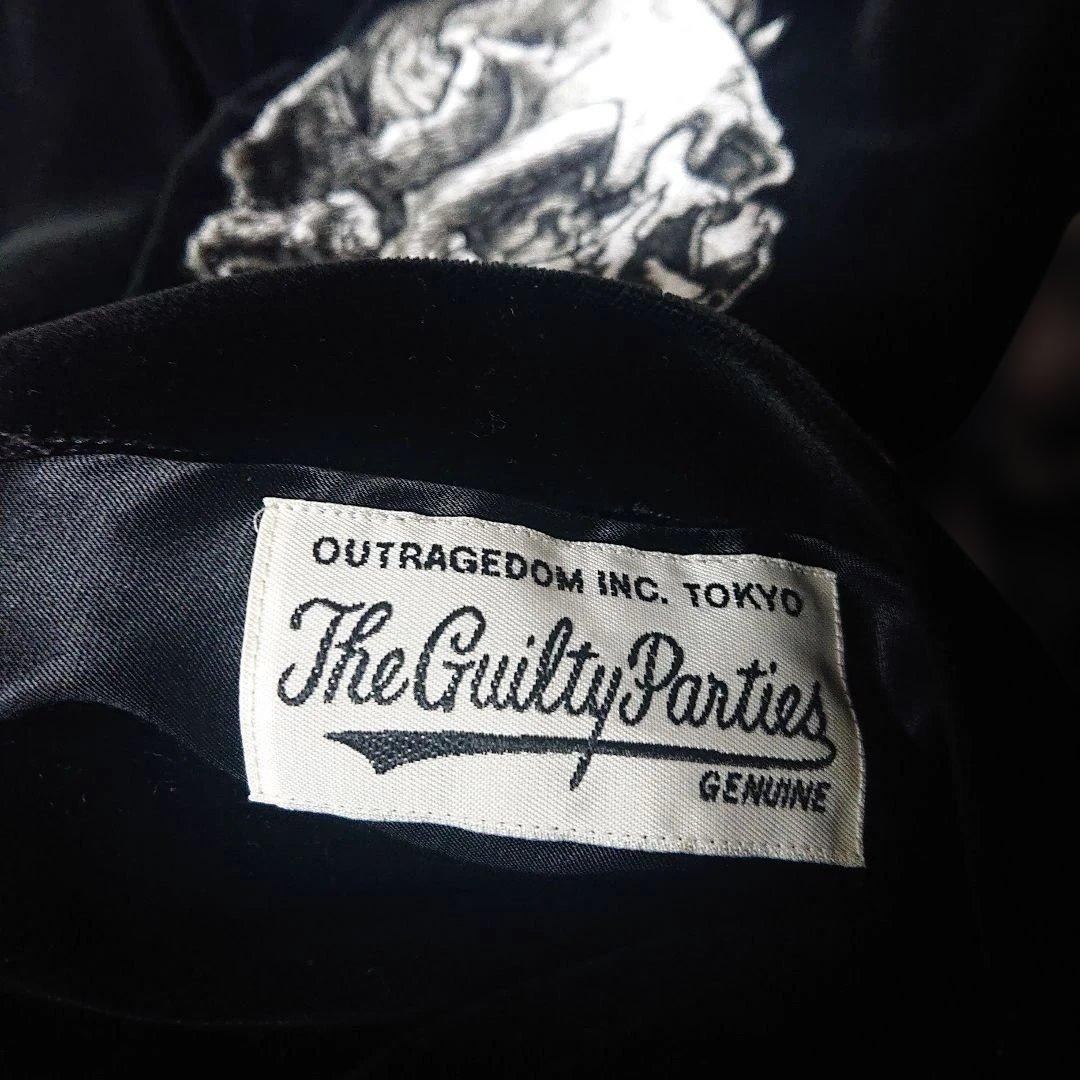 OUTRAGEDOM INC. TOKYO
The Guilty Parties
GENUINE